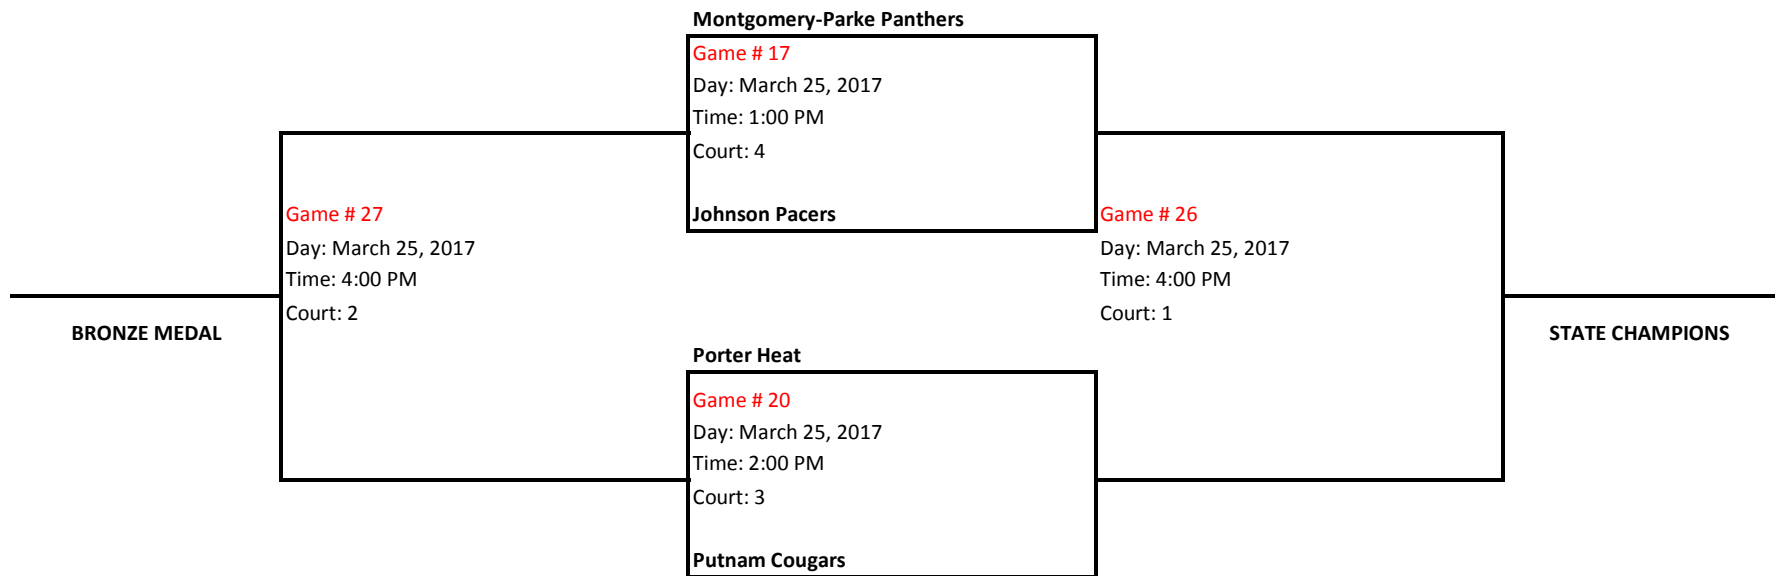 Montgomery-Parke Panthers
Game # 17
Day: March 25, 2017
Time: 1:00 PM
Court: 4
Johnson Pacers
Game # 27
Day: March 25, 2017
Time: 4:00 PM
Court: 2
BRONZE MEDAL
Game # 26
Day: March 25, 2017
Time: 4:00 PM
Court: 1
STATE CHAMPIONS
Porter Heat
Game # 20
Day: March 25, 2017
Time: 2:00 PM
Court: 3
Putnam Cougars